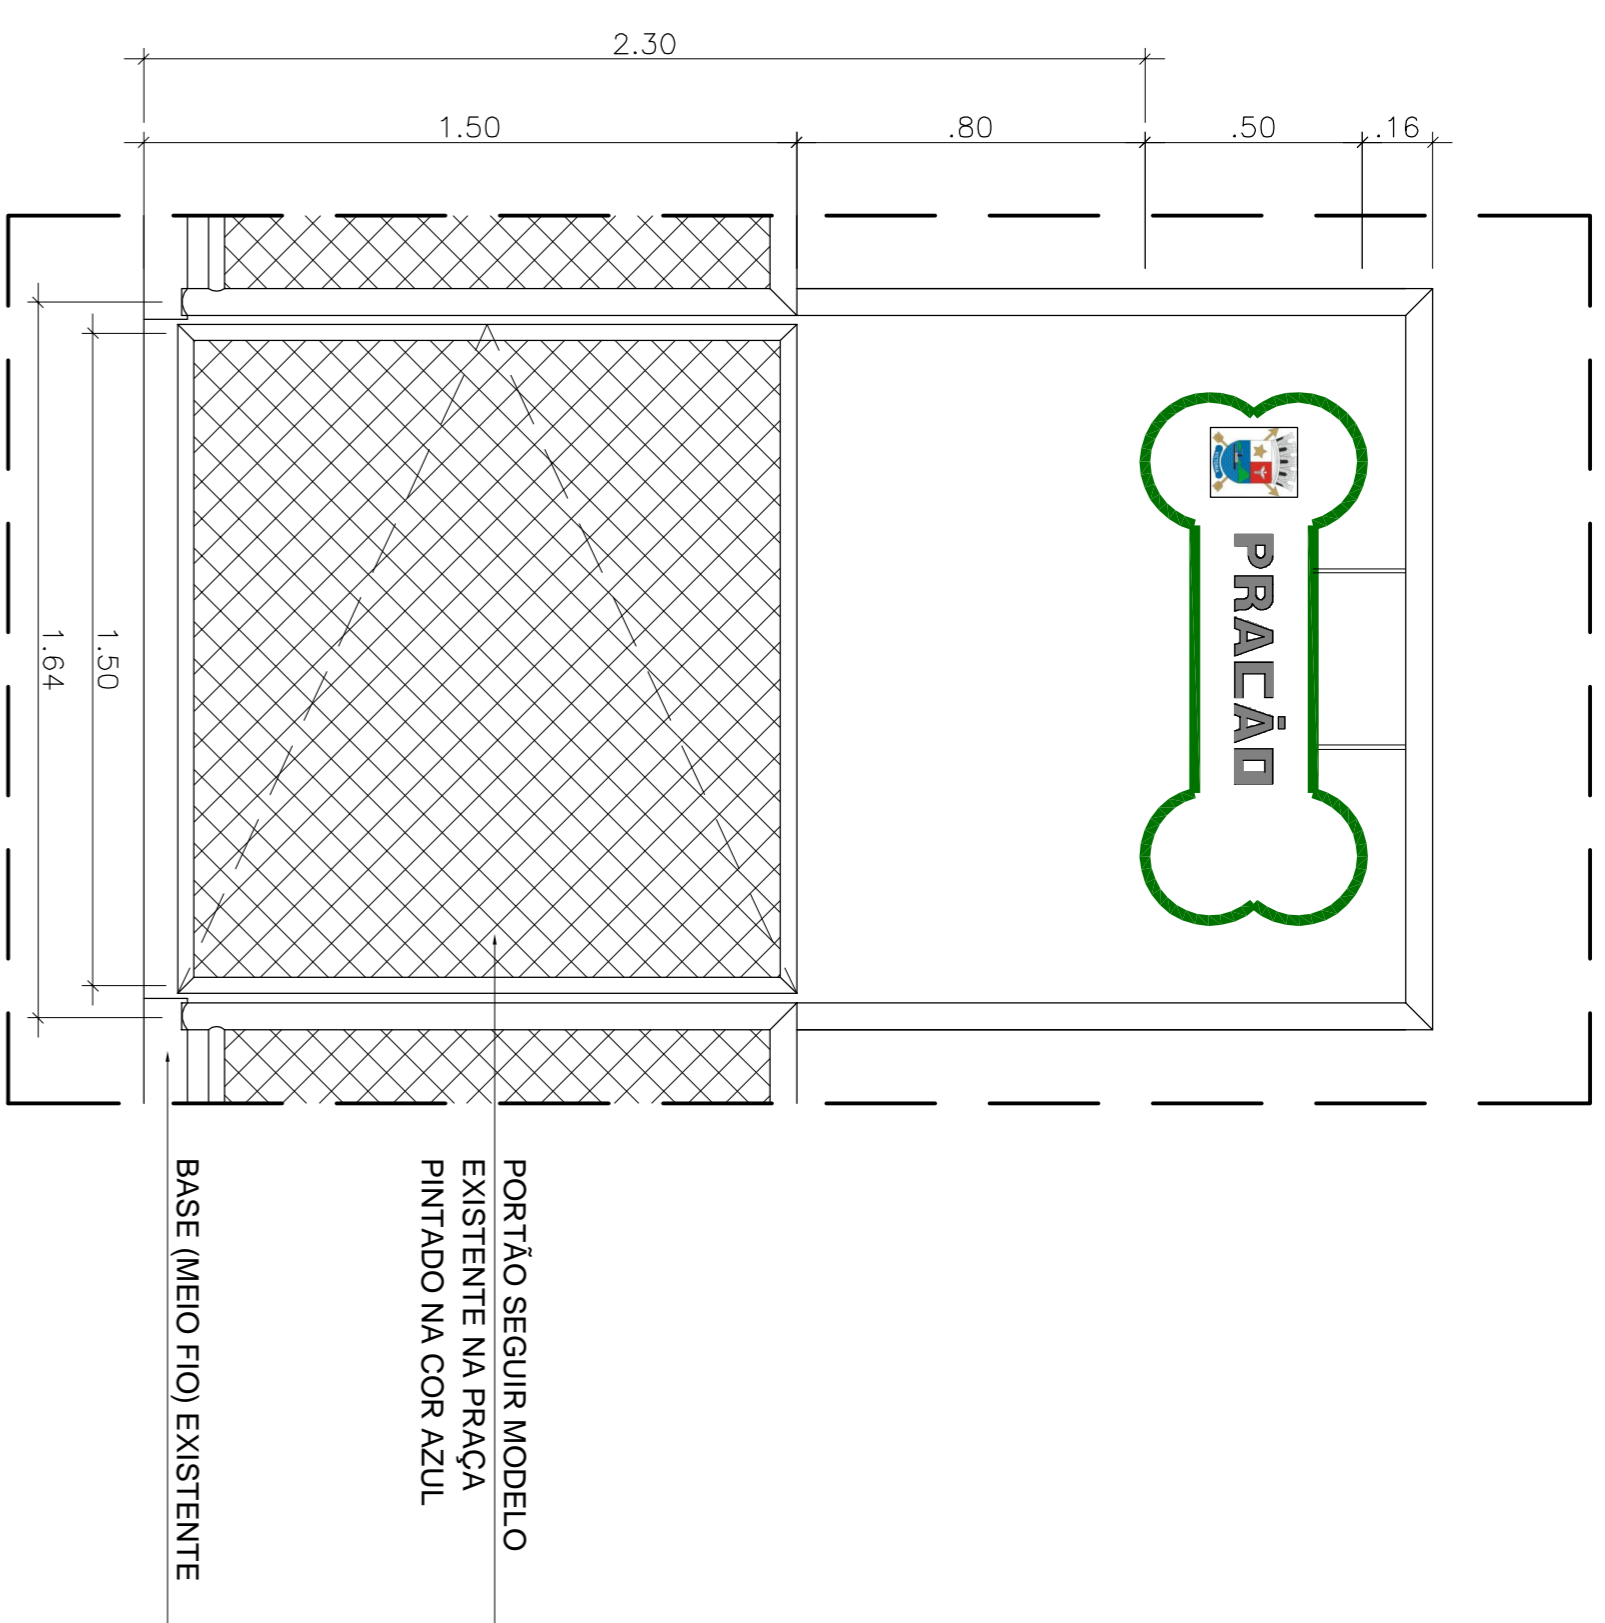 2.30
1.50
.80
.50
.16
1.50
1.64
PRACÃO
PORTÃO SEGUIR MODELO
EXISTENTE NA PRAÇA
PINTADO NA COR AZUL
BASE (MEIO FIO) EXISTENTE